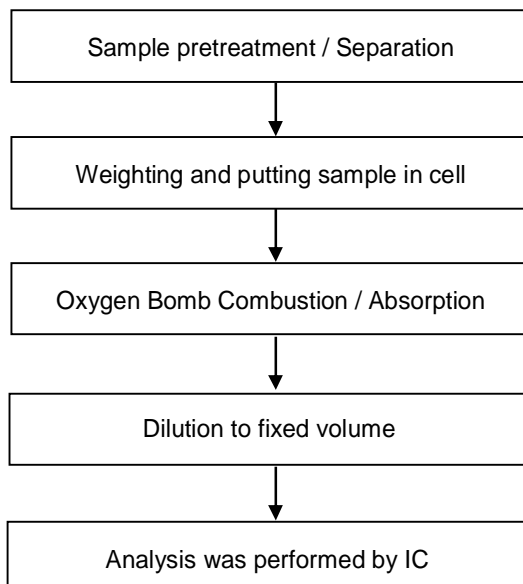 Sample pretreatment / Separation
Weighting and putting sample in cell
Oxygen Bomb Combustion / Absorption
Dilution to fixed volume
Analysis was performed by IC